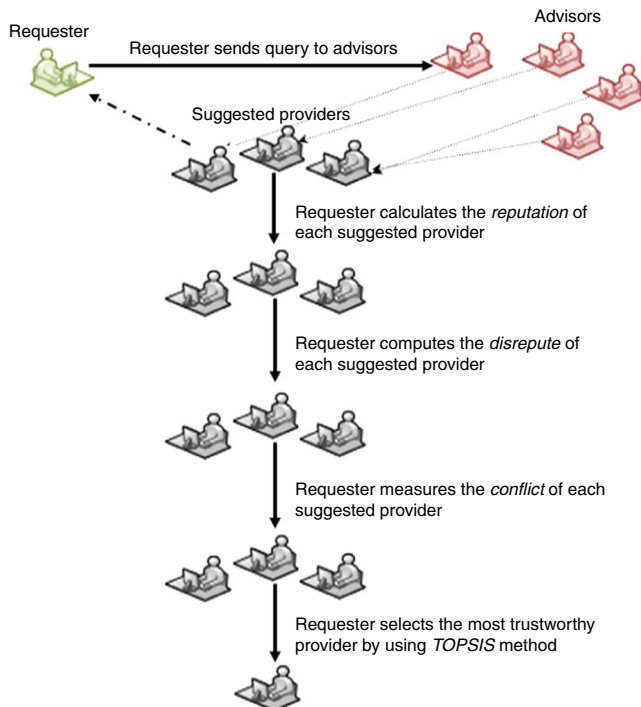 Requester
Advisors
Requester sends query to advisors
Suggested providers
Requester calculates the reputation of
each suggested provider
Requester computes the disrepute of
each suggested provider
Requester measures the conflict of each
suggested provider
Requester selects the most trustworthy
provider by using TOPSIS method